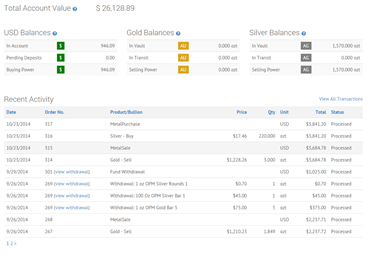 Total Account Value $ 26,128.89
USD Balances Gold Balances Silver Balances
In Account $ 946.09 In Vault AU 0.000 ozt In Vault AG 1,570.000 ozt
Pending Deposits $ 0.00 In Transit AU 0.000 ozt In Transit AG 0.000 ozt
Buying Power $ 946.09 Selling Power AU 0.000 ozt Selling Power AG 1,570.000 ozt
Recent Activity View All Transactions
Date Order No. Product/Bullion Price Qty Unit Total Status
10/23/2014 317 MetalPurchase USD $3,841.20 Processed
10/23/2014 316 Silver - Buy $17.46 220.000 ozt $3,841.20 Processed
10/23/2014 315 MetalSale USD $3,684.78 Processed
10/23/2014 314 Gold - Sell $1,228.26 3.000 ozt $3,684.78 Processed
9/29/2014 301 (view withdrawal) Fund Withdrawal USD $1,025.00 Processed
9/26/2014 269 (view withdrawal) Withdrawal: 1 oz OPM Silver Rounds 1 $0.70 1 ozt $0.70 Processed
9/26/2014 269 (view withdrawal) Withdrawal: 100 Oz OPM Silver Bar 1 $45.00 1 ozt $45.00 Processed
9/26/2014 269 (view withdrawal) Withdrawal: 1 oz OPM Gold Bar 5 $75.00 5 ozt $375.00 Processed
9/26/2014 268 MetalSale USD $2,237.71 Processed
9/26/2014 267 Gold - Sell $1,210.23 1.849 ozt $2,237.72 Processed
1 2 »